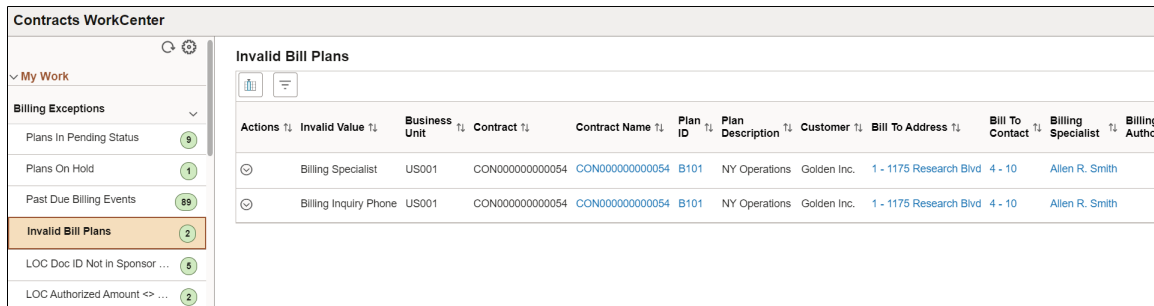 Contracts WorkCenter
My Work
Billing Exceptions
Plans In Pending Status 9
Plans On Hold 1
Past Due Billing Events 89
Invalid Bill Plans 2
LOC Doc ID Not in Sponsor ... 5
LOC Authorized Amount <> ... 2
Invalid Bill Plans
Actions Invalid Value Business Unit Contract Contract Name Plan ID Plan Description Customer Bill To Address Bill To Contact Billing Specialist Billing Autho
Billing Specialist US001 CON000000000054 CON000000000054 B101 NY Operations Golden Inc. 1 - 1175 Research Blvd 4 - 10 Allen R. Smith
Billing Inquiry Phone US001 CON000000000054 CON000000000054 B101 NY Operations Golden Inc. 1 - 1175 Research Blvd 4 - 10 Allen R. Smith